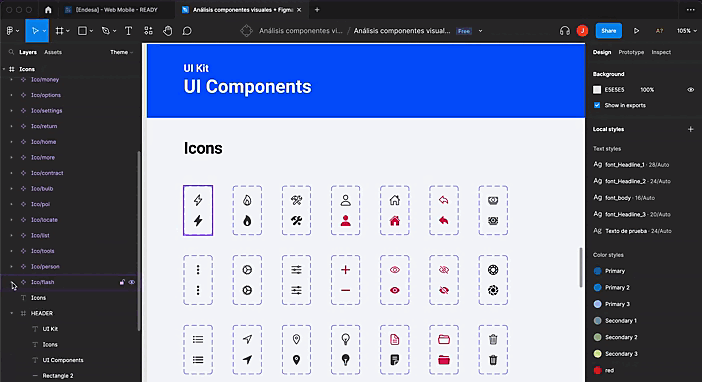 [Endesa] - Web Mobile - READY
Análisis componentes visuales + Figma
Análisis componentes vi... / Análisis componentes visual...
Free
Share
A?
105%
Layers
Assets
Theme
Design
Prototype
Inspect
Icons
Ico/money
Ico/options
Ico/settings
Ico/return
Ico/home
Ico/more
Ico/contract
Ico/bulb
Ico/pol
Ico/locate
Ico/list
Ico/tools
Ico/person
Ico/flash
Icons
HEADER
UI Kit
Icons
UI Components
Rectangle 2
UI Kit
UI Components
Icons
Background
E5E5E5
100%
Show in exports
Local styles
Text styles
Ag font_Headline_1 · 28/Auto
Ag font_Headline_2 · 24/Auto
Ag font_body · 16/Auto
Ag font_Headline_3 · 20/Auto
Ag Texto de prueba · 24/Auto
Color styles
Primary
Primary 2
Primary 3
Secondary 1
Secondary 2
Secondary 3
red